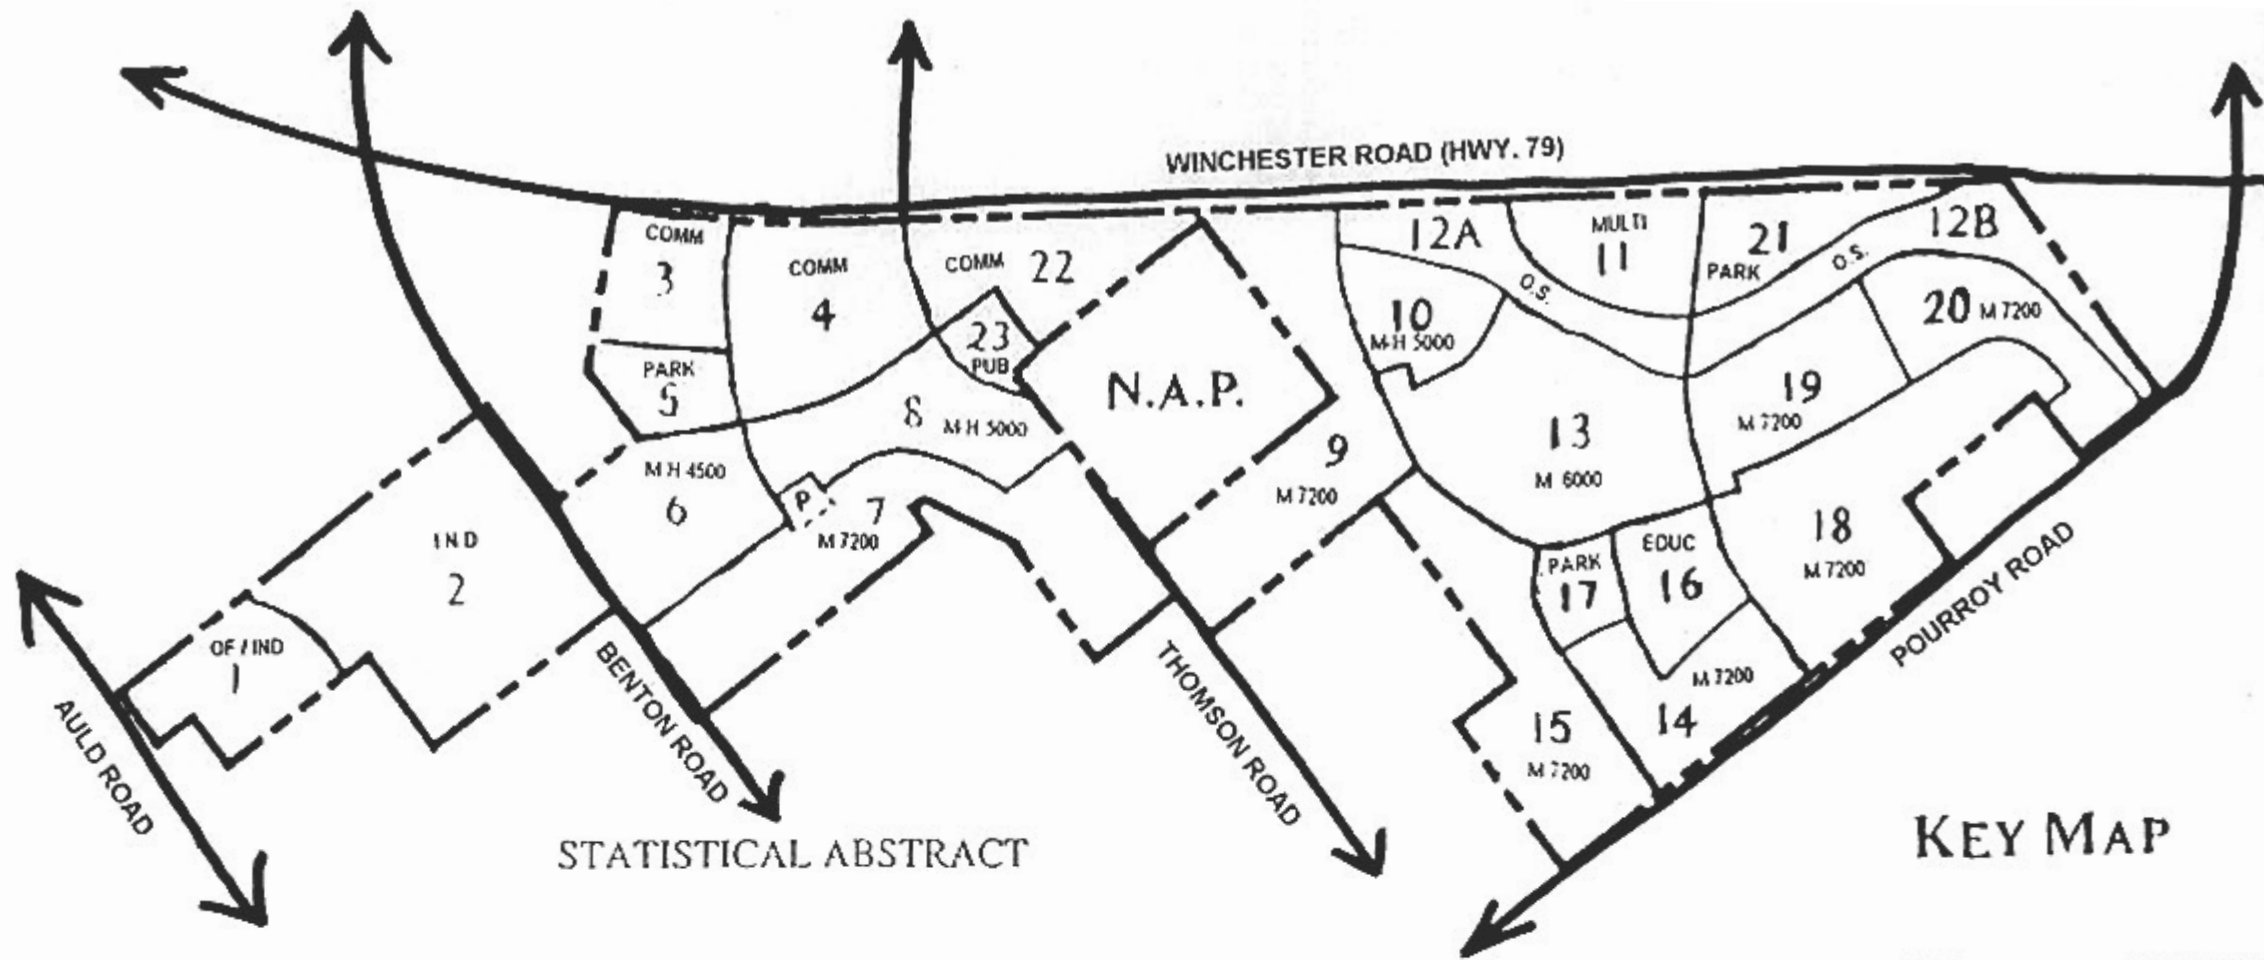 WINCHESTER ROAD (HWY. 79)
COMM
3
COMM
4
COMM 22
12A
MULTI
11
21
PARK
12B
O.S.
O.S.
PARK
5
23
PUB
N.A.P.
10
M-H 5000
20 M 7200
8 M-H 5000
19
M 7200
M H 4500
6
P
7
M 7200
9
M 7200
13
M 6000
IND
2
OF / IND
1
PARK
17
EDUC
16
18
M 7200
M 7200
14
15
M 7200
AULD ROAD
BENTON ROAD
THOMSON ROAD
POURROY ROAD
STATISTICAL ABSTRACT
KEY MAP